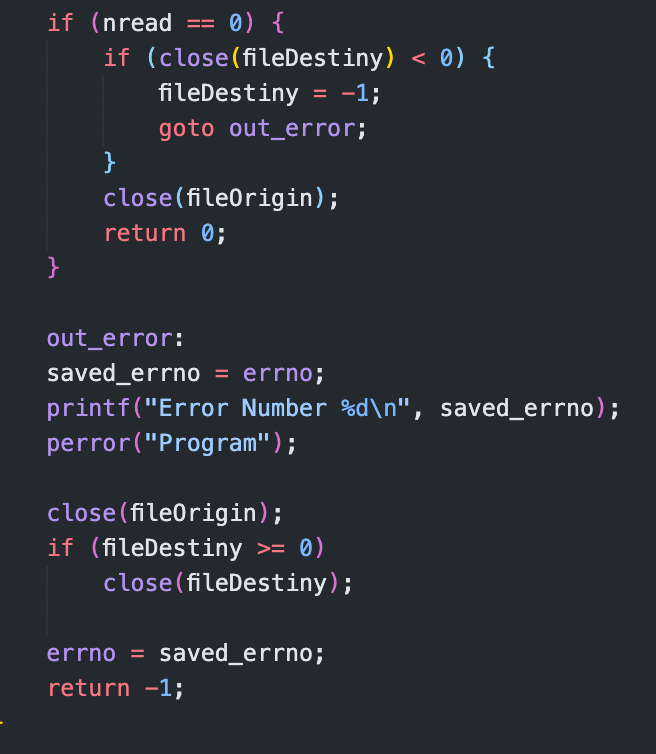 if (nread == 0) {
if (close(fileDestiny) < 0) {
fileDestiny = -1;
goto out_error;
}
close(fileOrigin);
return 0;
}
out_error:
saved_errno = errno;
printf("Error Number %d\n", saved_errno);
perror("Program");
close(fileOrigin);
if (fileDestiny >= 0)
close(fileDestiny);
errno = saved_errno;
return -1;